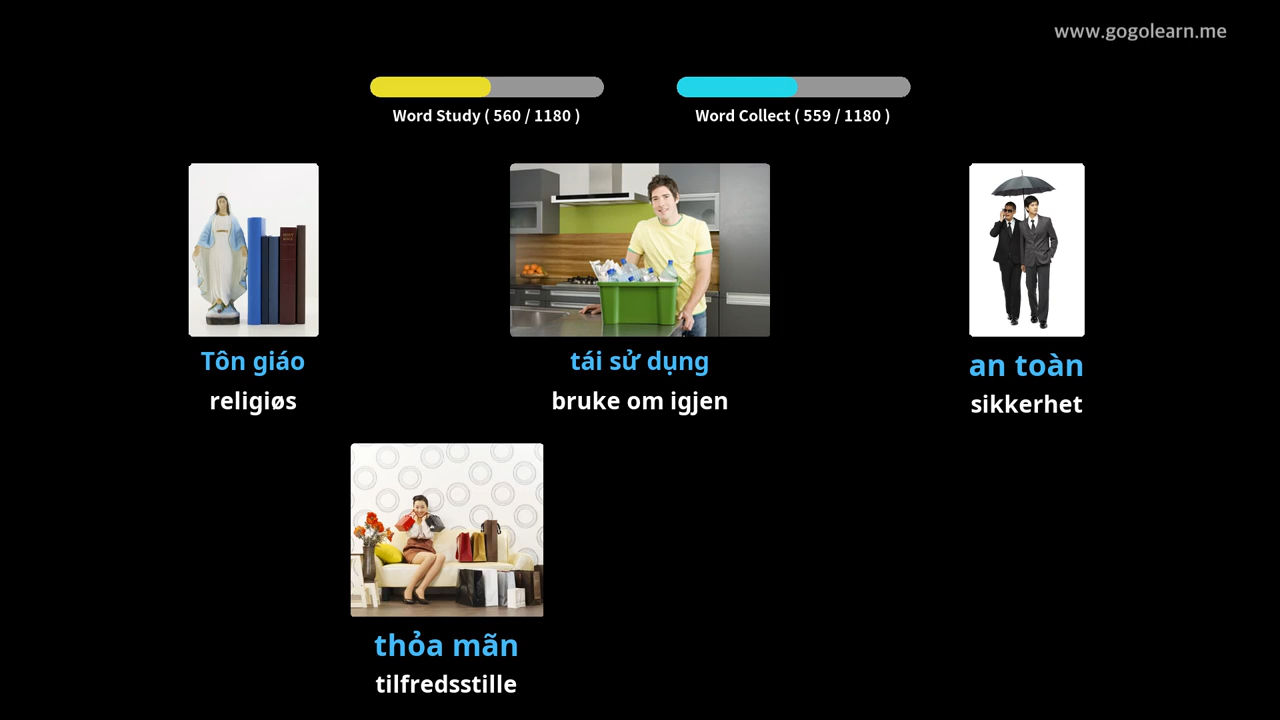 www.gogolearn.me
Word Study ( 560 / 1180 )
Word Collect ( 559 / 1180 )
Tôn giáo
religiøs
tái sử dụng
bruke om igjen
an toàn
sikkerhet
thỏa mãn
tilfredsstille